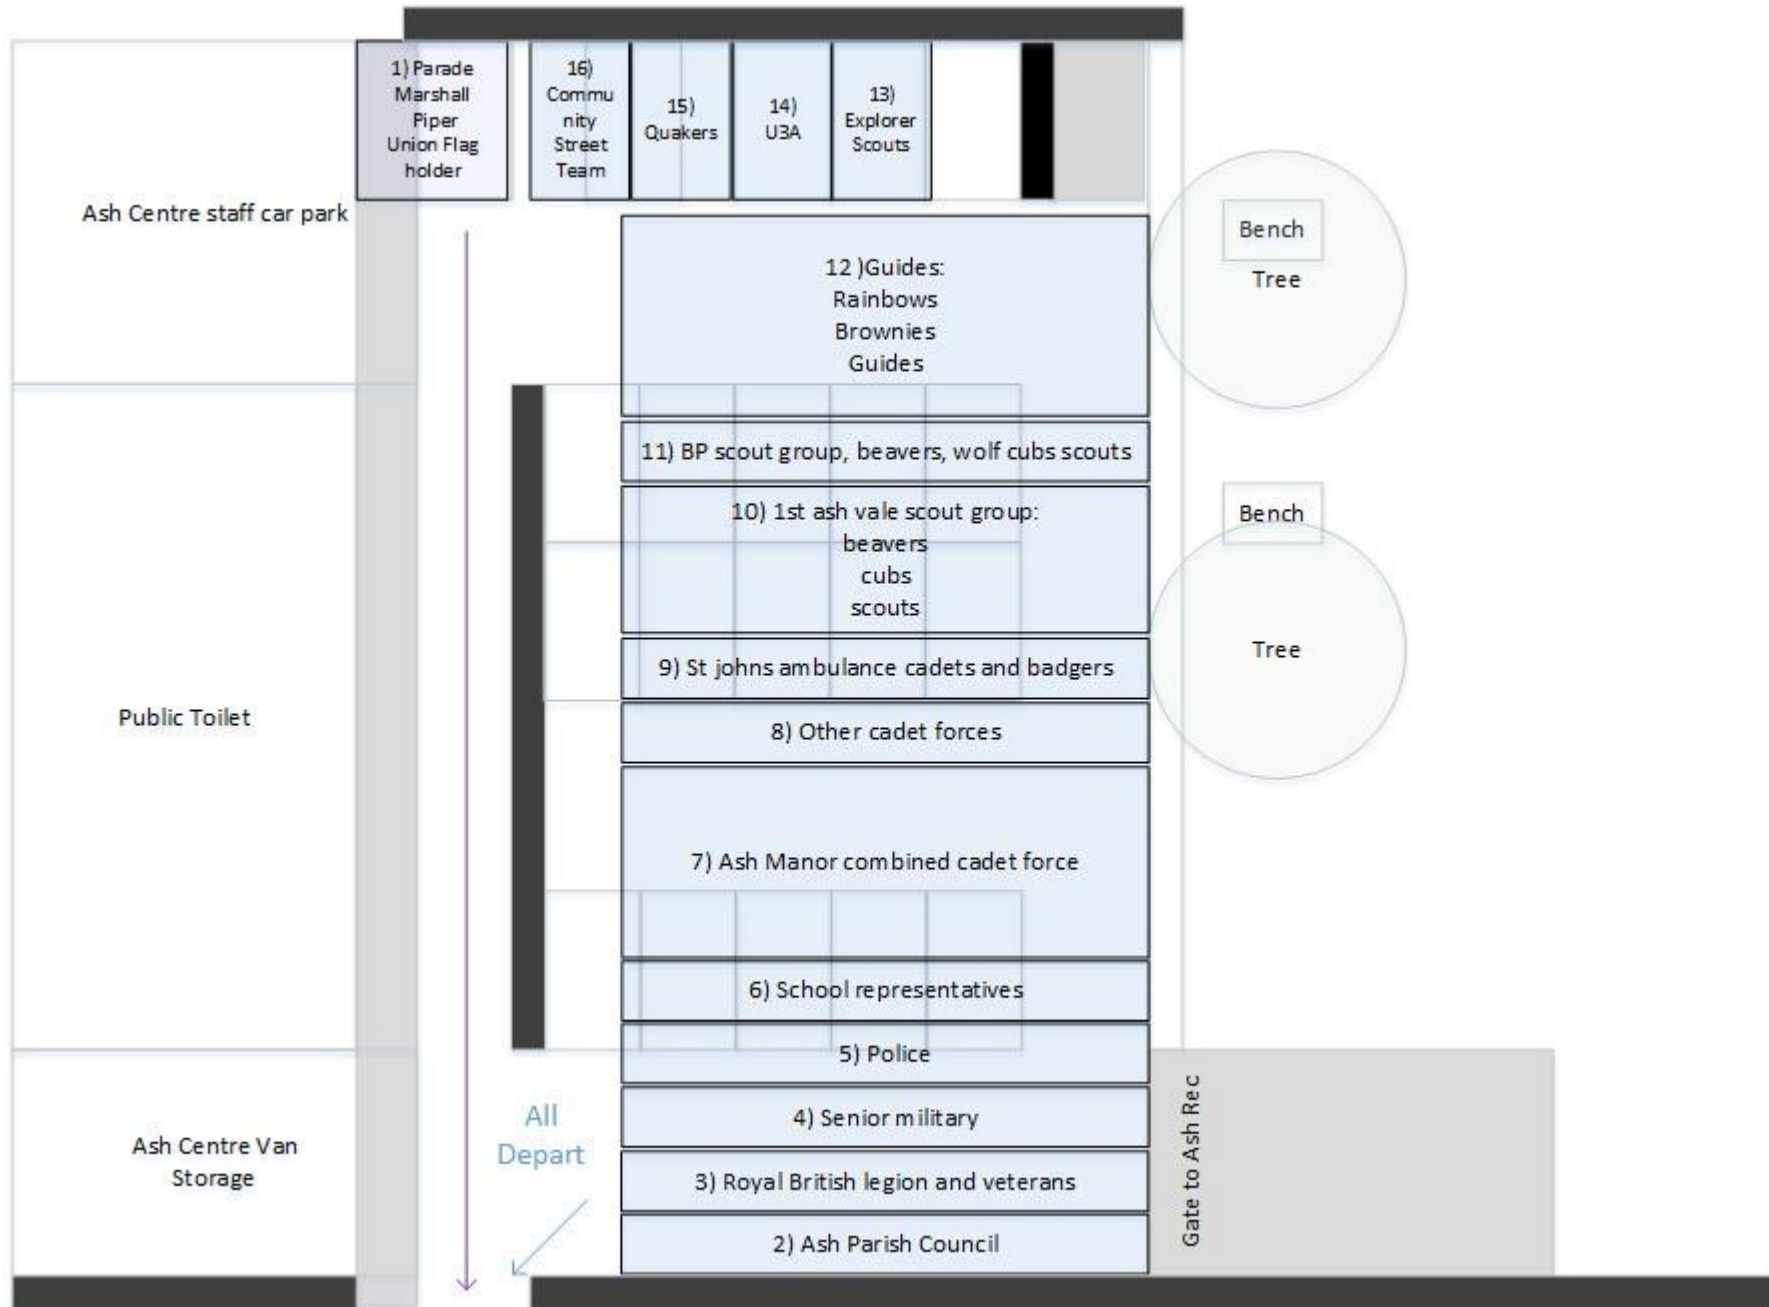 1) Parade
Marshall
Piper
Union Flag
holder
16)
Commu
nity
Street
Team
15)
Quakers
14)
U3A
13)
Explorer
Scouts
Ash Centre staff car park
12 )Guides:
Rainbows
Brownies
Guides
Bench
Tree
11) BP scout group, beavers, wolf cubs scouts
10) 1st ash vale scout group:
beavers
cubs
scouts
Bench
Tree
9) St johns ambulance cadets and badgers
Public Toilet
8) Other cadet forces
7) Ash Manor combined cadet force
6) School representatives
5) Police
All
Depart
4) Senior military
Ash Centre Van
Storage
3) Royal British legion and veterans
Gate to Ash Rec
2) Ash Parish Council